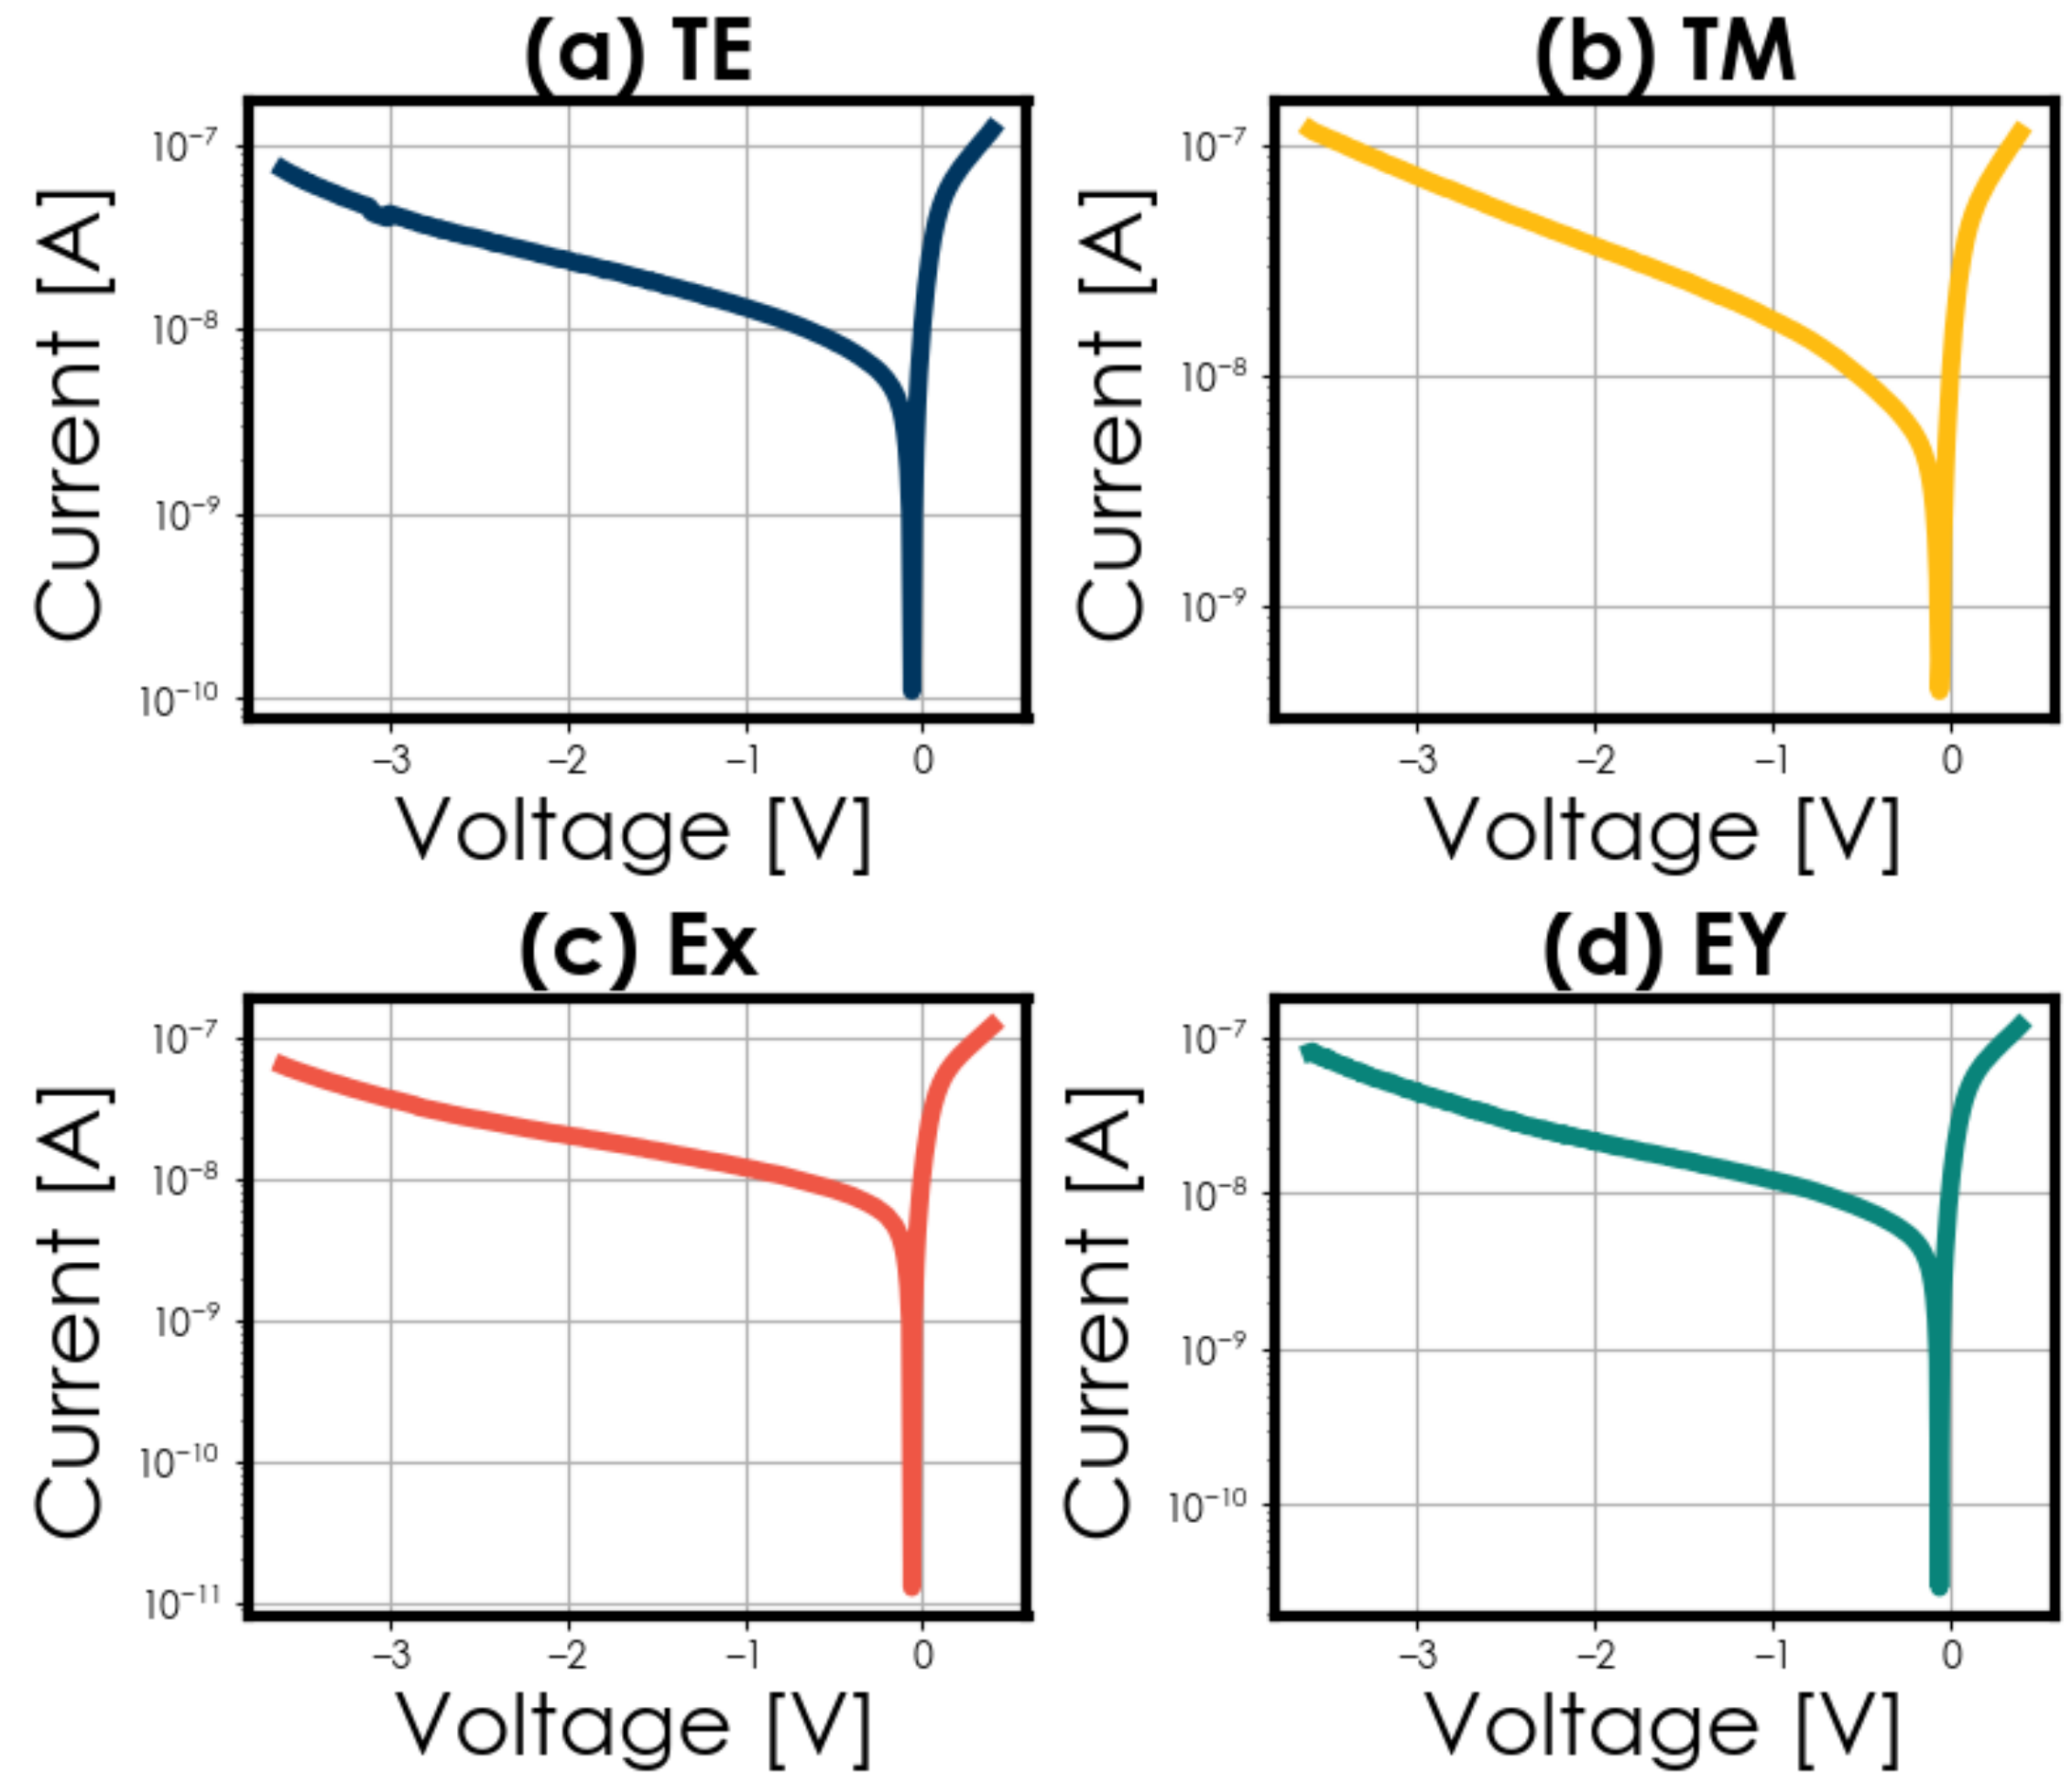 (a) TE
Current [A]
10⁻⁷
10⁻⁸
10⁻⁹
10⁻¹⁰
−3 −2 −1 0
Voltage [V]
(b) TM
Current [A]
10⁻⁷
10⁻⁸
10⁻⁹
−3 −2 −1 0
Voltage [V]
(c) Ex
Current [A]
10⁻⁷
10⁻⁸
10⁻⁹
10⁻¹⁰
10⁻¹¹
−3 −2 −1 0
Voltage [V]
(d) EY
Current [A]
10⁻⁷
10⁻⁸
10⁻⁹
10⁻¹⁰
−3 −2 −1 0
Voltage [V]